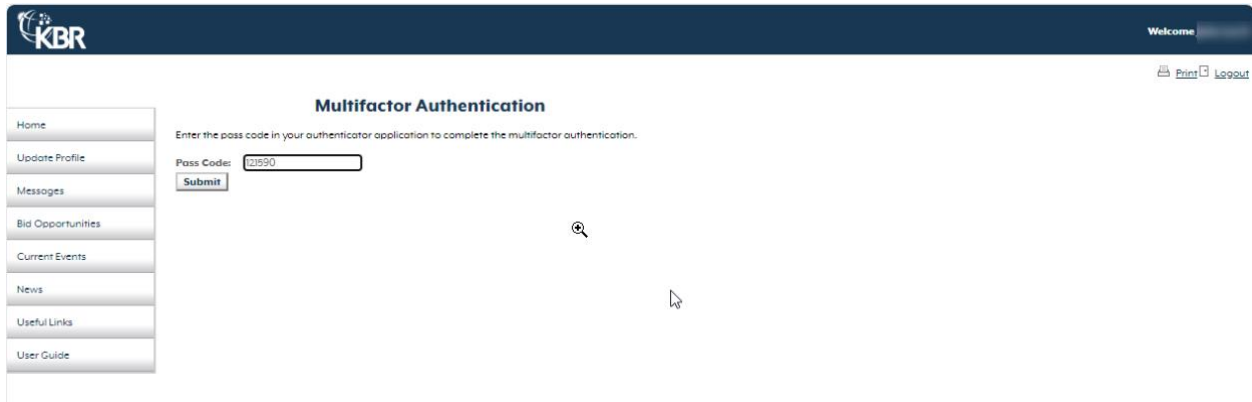 KBR
Welcome
Print Logout
Multifactor Authentication
Home
Enter the pass code in your authenticator application to complete the multifactor authentication.
Update Profile
Pass Code: 121590
Submit
Messages
Bid Opportunities
Current Events
News
Useful Links
User Guide